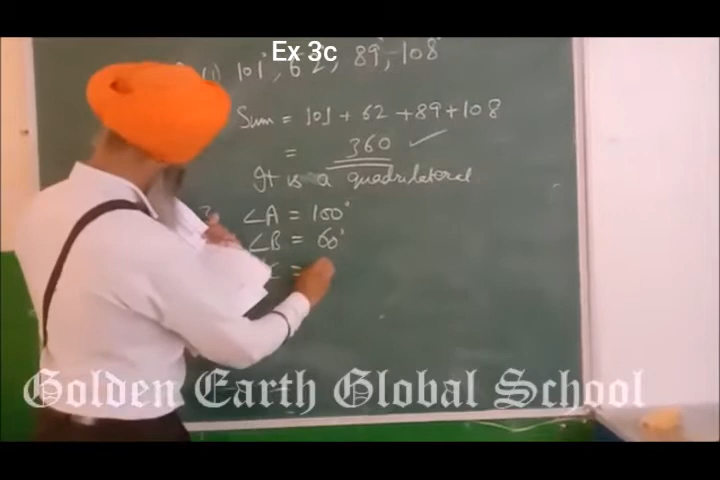 Ex 3c
(i) 101°, 62°, 89°, 108°
Sum = 101 + 62 + 89 + 108
= 360 ✓
It is a quadrilateral
∠A = 100°
∠B = 60°
C =
Golden Earth Global School